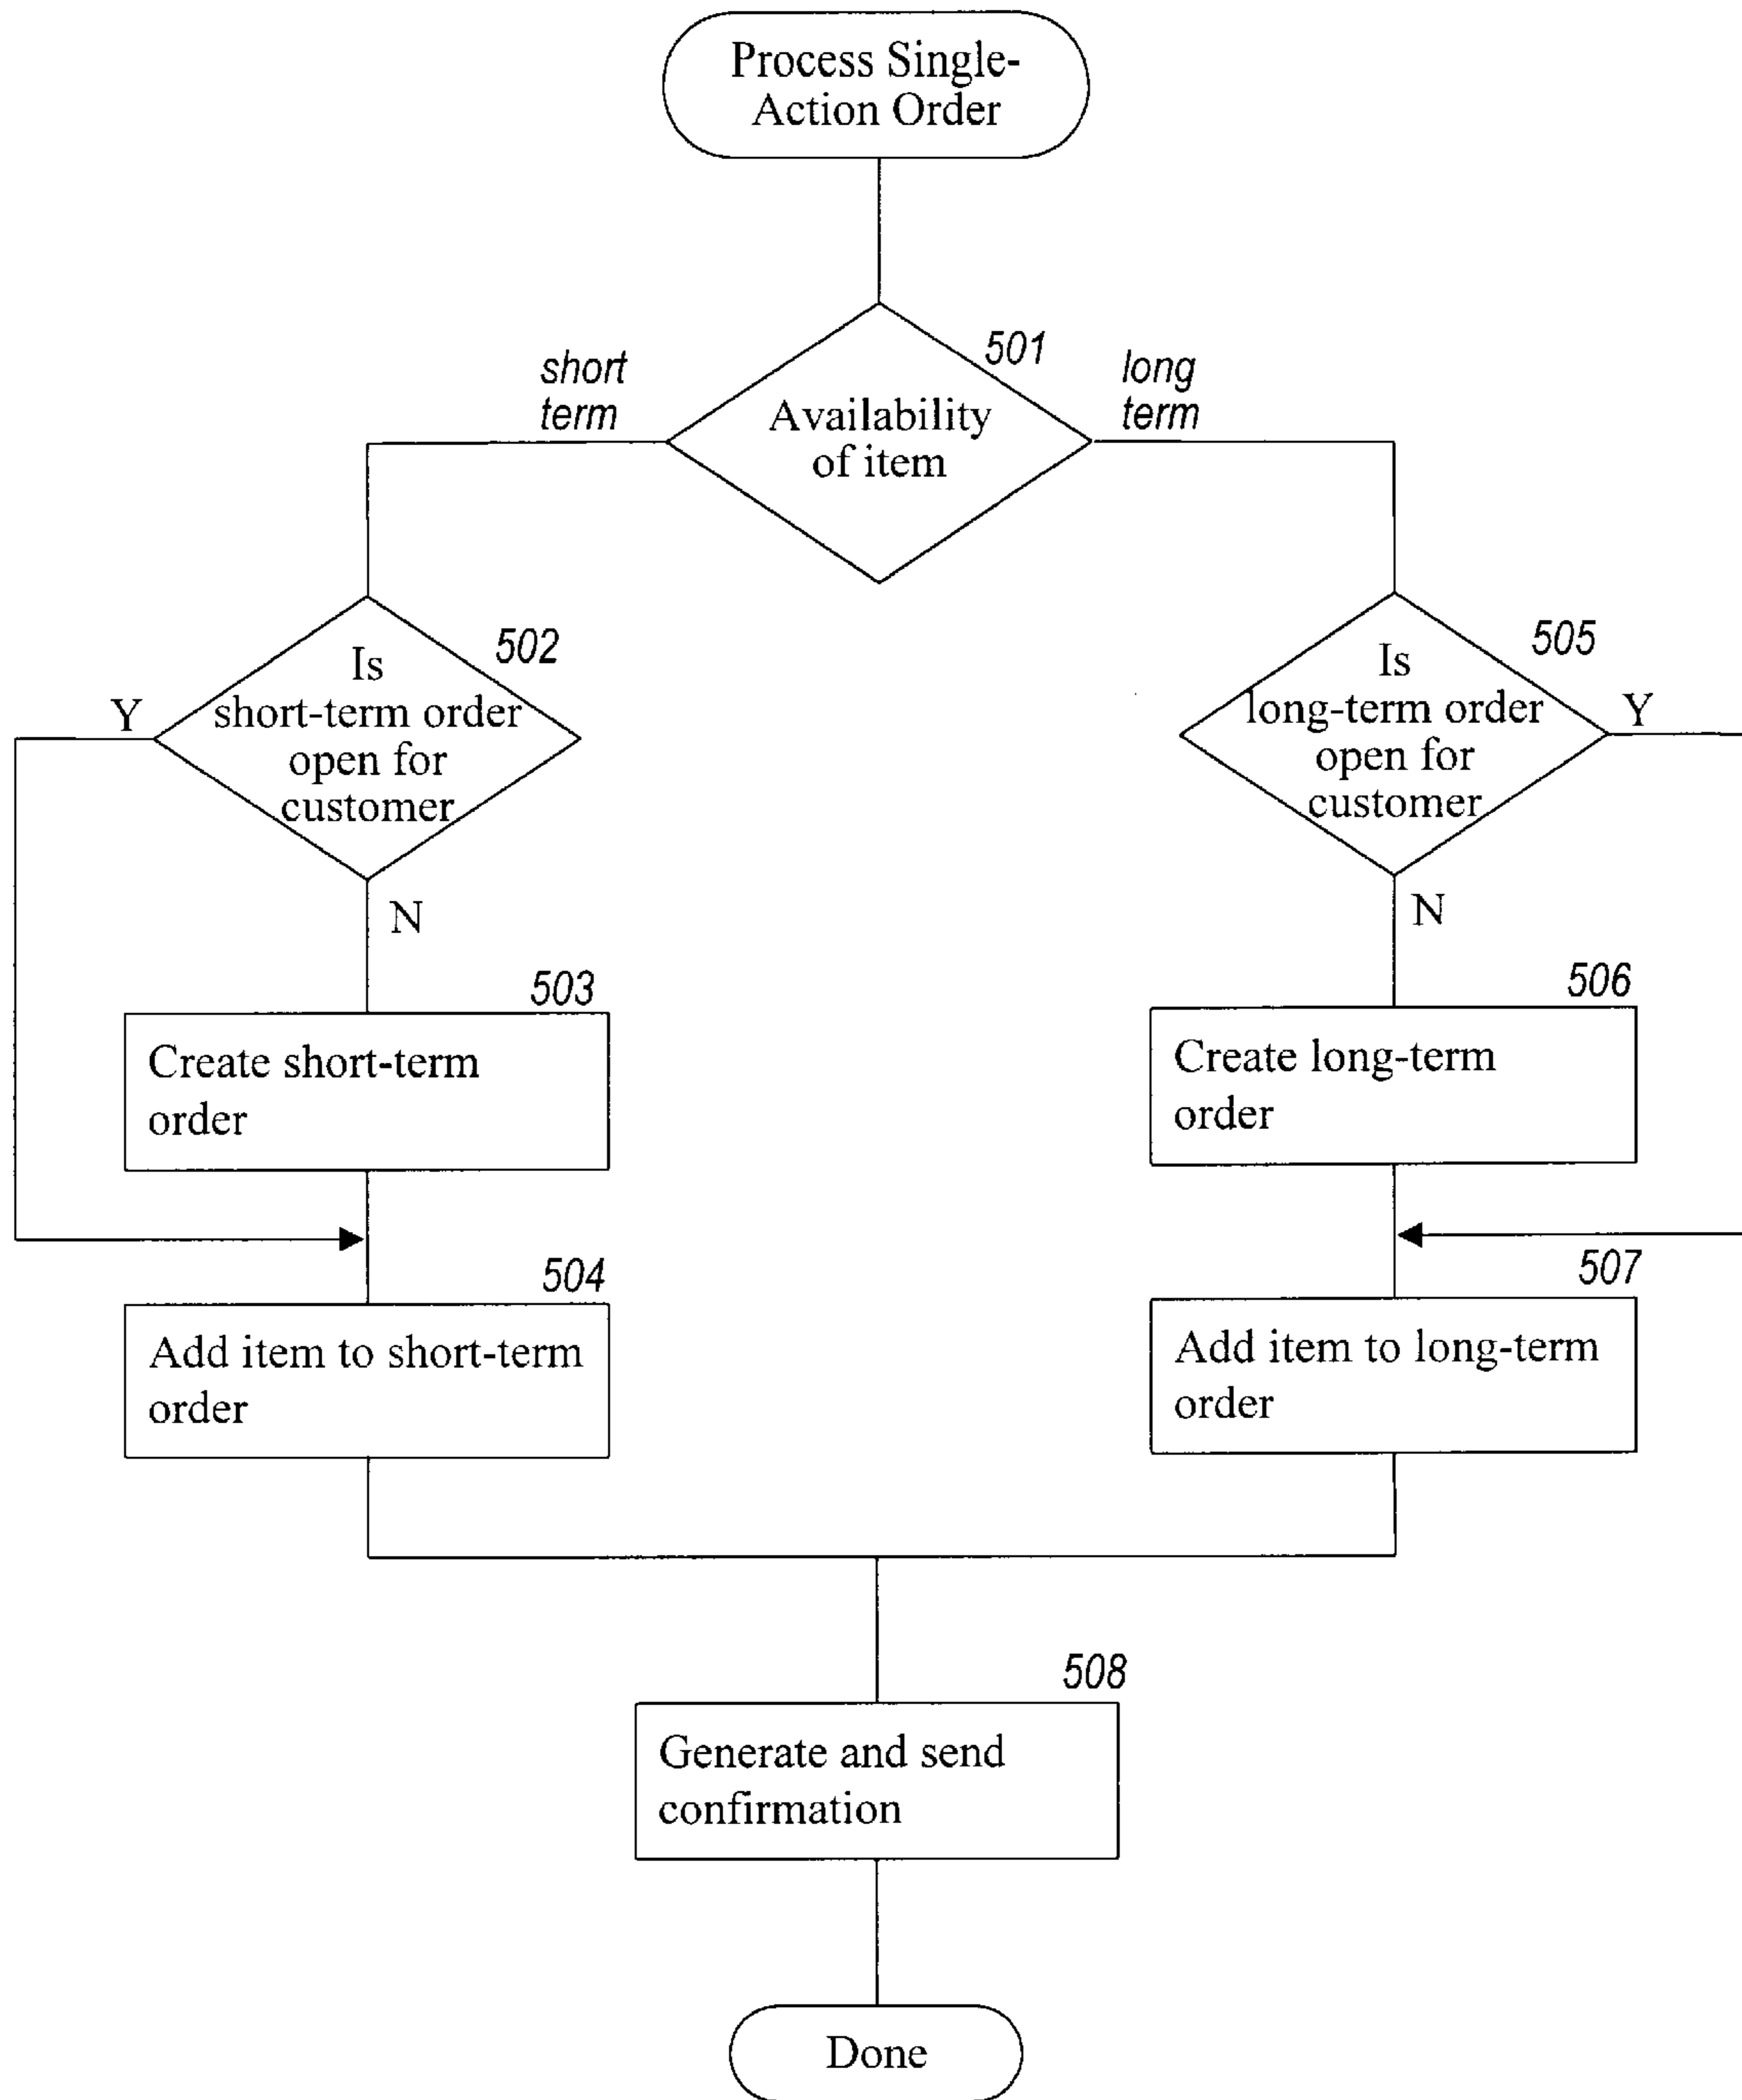 Process Single-
Action Order
501
short
term
long
term
Availability
of item
502
Is
short-term order
open for
customer
Y
N
505
Is
long-term order
open for
customer
Y
N
503
Create short-term
order
506
Create long-term
order
504
Add item to short-term
order
507
Add item to long-term
order
508
Generate and send
confirmation
Done